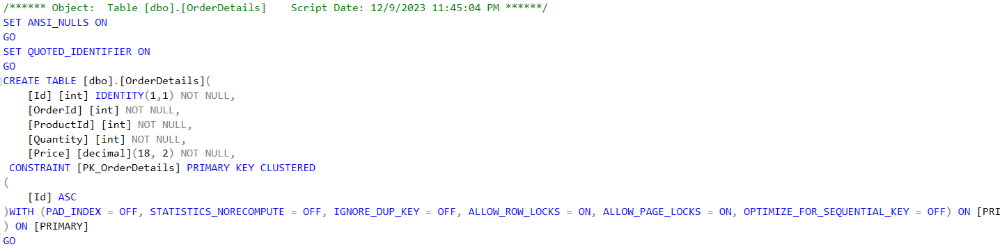 /****** Object:  Table [dbo].[OrderDetails]    Script Date: 12/9/2023 11:45:04 PM ******/
SET ANSI_NULLS ON
GO
SET QUOTED_IDENTIFIER ON
GO
CREATE TABLE [dbo].[OrderDetails](
    [Id] [int] IDENTITY(1,1) NOT NULL,
    [OrderId] [int] NOT NULL,
    [ProductId] [int] NOT NULL,
    [Quantity] [int] NOT NULL,
    [Price] [decimal](18, 2) NOT NULL,
 CONSTRAINT [PK_OrderDetails] PRIMARY KEY CLUSTERED
(
    [Id] ASC
)WITH (PAD_INDEX = OFF, STATISTICS_NORECOMPUTE = OFF, IGNORE_DUP_KEY = OFF, ALLOW_ROW_LOCKS = ON, ALLOW_PAGE_LOCKS = ON, OPTIMIZE_FOR_SEQUENTIAL_KEY = OFF) ON [PRI
) ON [PRIMARY]
GO